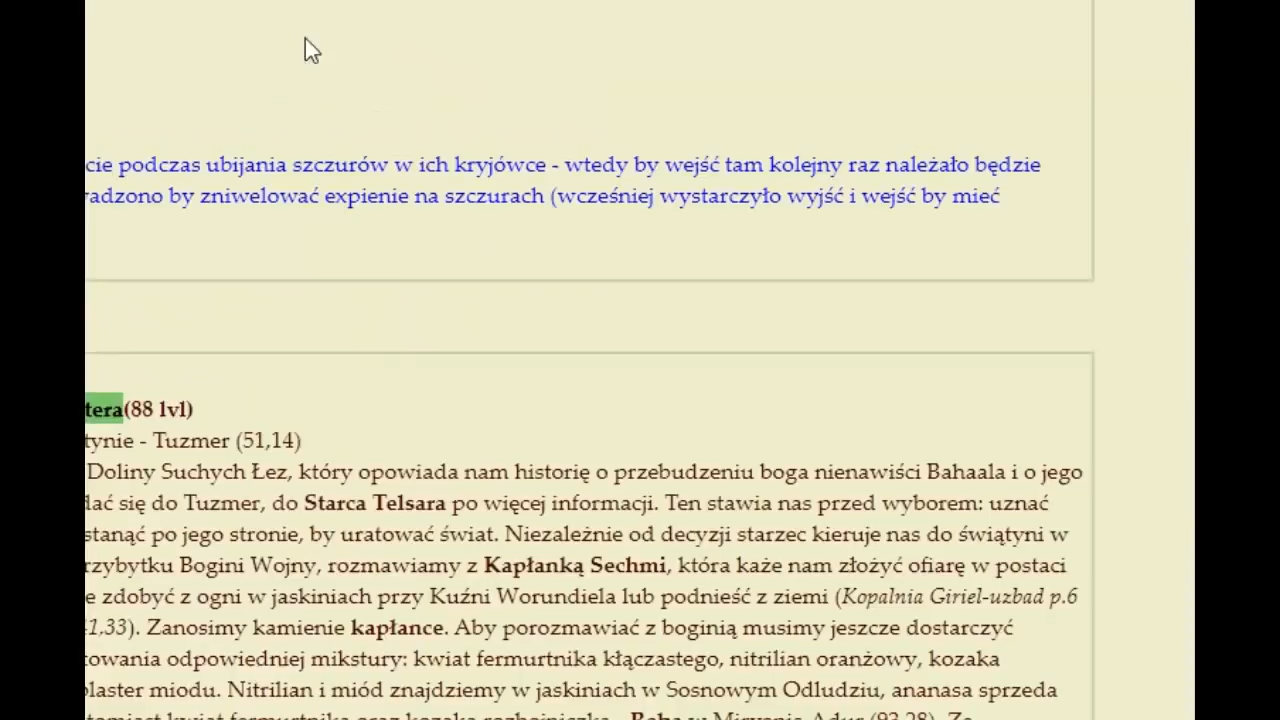 cie podczas ubijania szczurów w ich kryjówce - wtedy by wejść tam kolejny raz należało będzie
adzono by zniwelować expienie na szczurach (wcześniej wystarczyło wyjść i wejść by mieć
tera(88 lvl)
tynie - Tuzmer (51,14)
Doliny Suchych Łez, który opowiada nam historię o przebudzeniu boga nienawiści Bahaala i o jego
dać się do Tuzmer, do Starca Telsara po więcej informacji. Ten stawia nas przed wyborem: uznać
stanąć po jego stronie, by uratować świat. Niezależnie od decyzji starzec kieruje nas do świątyni w
rzybytku Bogini Wojny, rozmawiamy z Kapłanką Sechmi, która każe nam złożyć ofiarę w postaci
e zdobyć z ogni w jaskiniach przy Kuźni Worundiela lub podnieść z ziemi (Kopalnia Giriel-uzbad p.6
1,33). Zanosimy kamienie kapłance. Aby porozmawiać z boginią musimy jeszcze dostarczyć
towania odpowiedniej mikstury: kwiat fermurtnika kłączastego, nitrilian oranżowy, kozaka
plaster miodu. Nitrilian i miód znajdziemy w jaskiniach w Sosnowym Odludziu, ananasa sprzeda